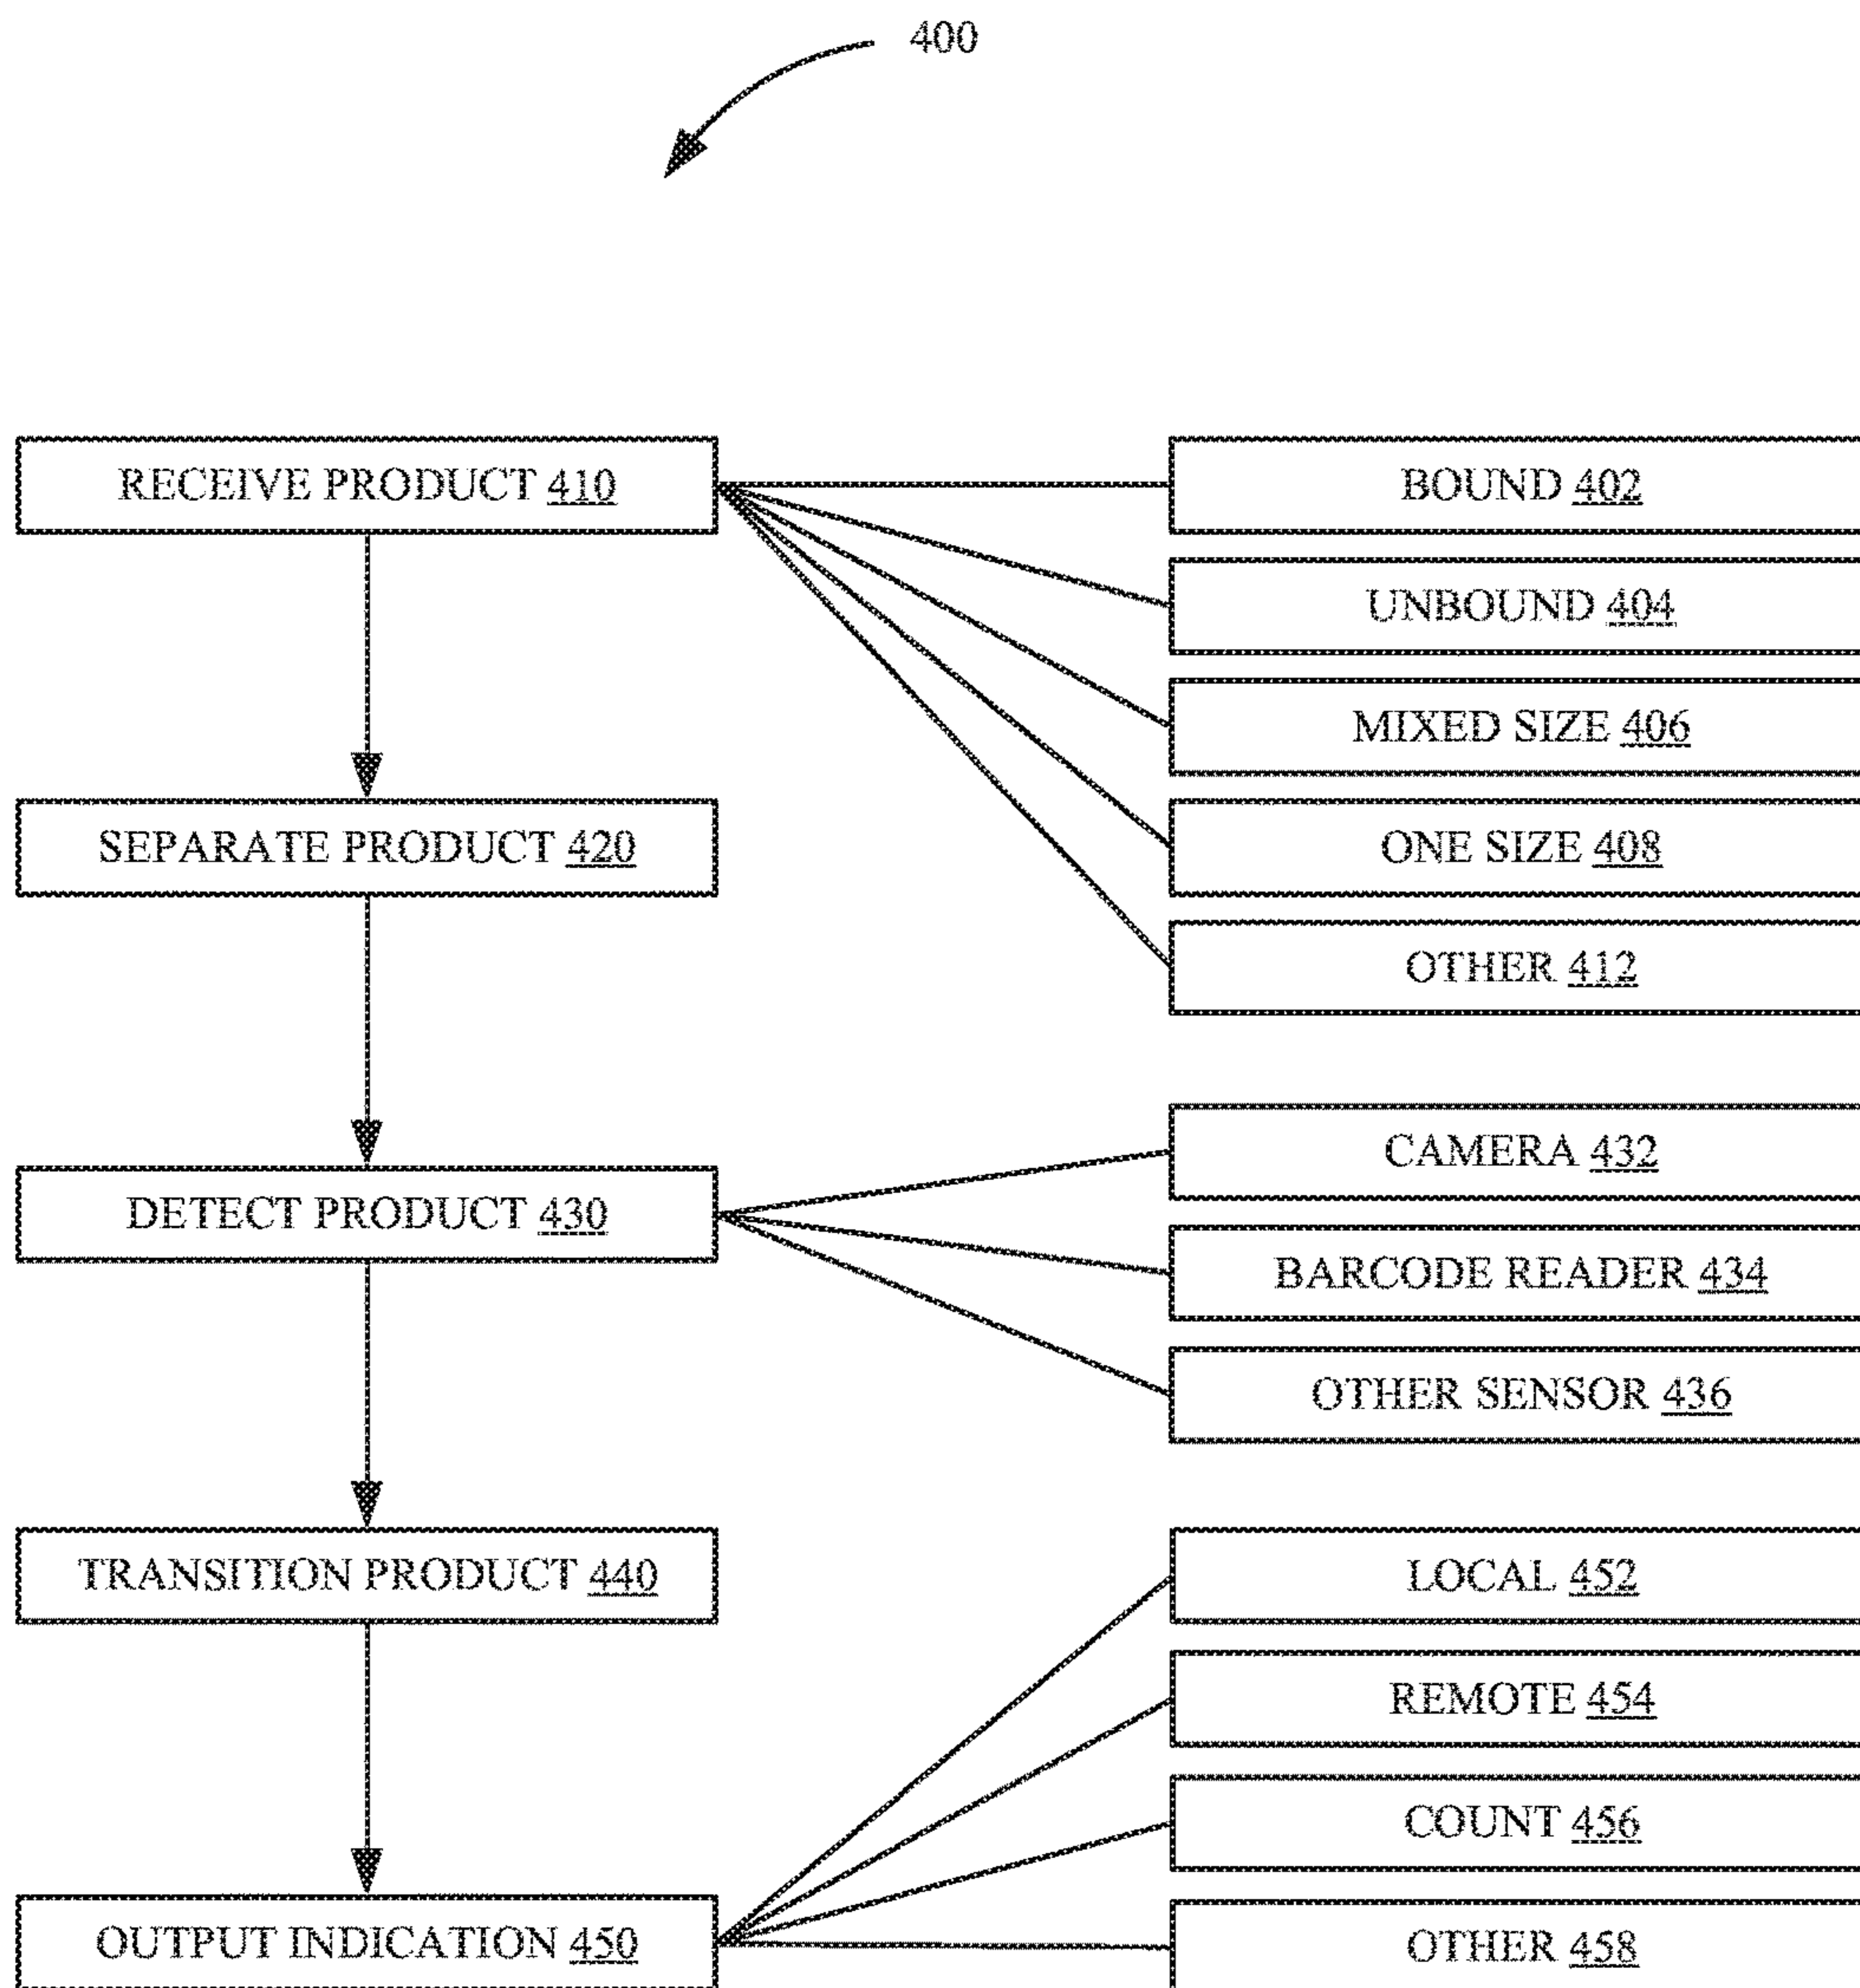 400
RECEIVE PRODUCT 410
BOUND 402
UNBOUND 404
MIXED SIZE 406
SEPARATE PRODUCT 420
ONE SIZE 408
OTHER 412
CAMERA 432
DETECT PRODUCT 430
BARCODE READER 434
OTHER SENSOR 436
TRANSITION PRODUCT 440
LOCAL 452
REMOTE 454
COUNT 456
OUTPUT INDICATION 450
OTHER 458